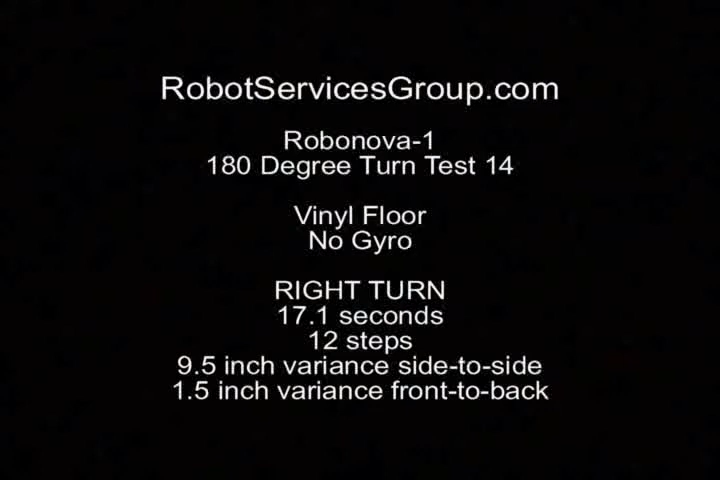 RobotServicesGroup.com
Robonova-1
180 Degree Turn Test 14
Vinyl Floor
No Gyro
RIGHT TURN
17.1 seconds
12 steps
9.5 inch variance side-to-side
1.5 inch variance front-to-back